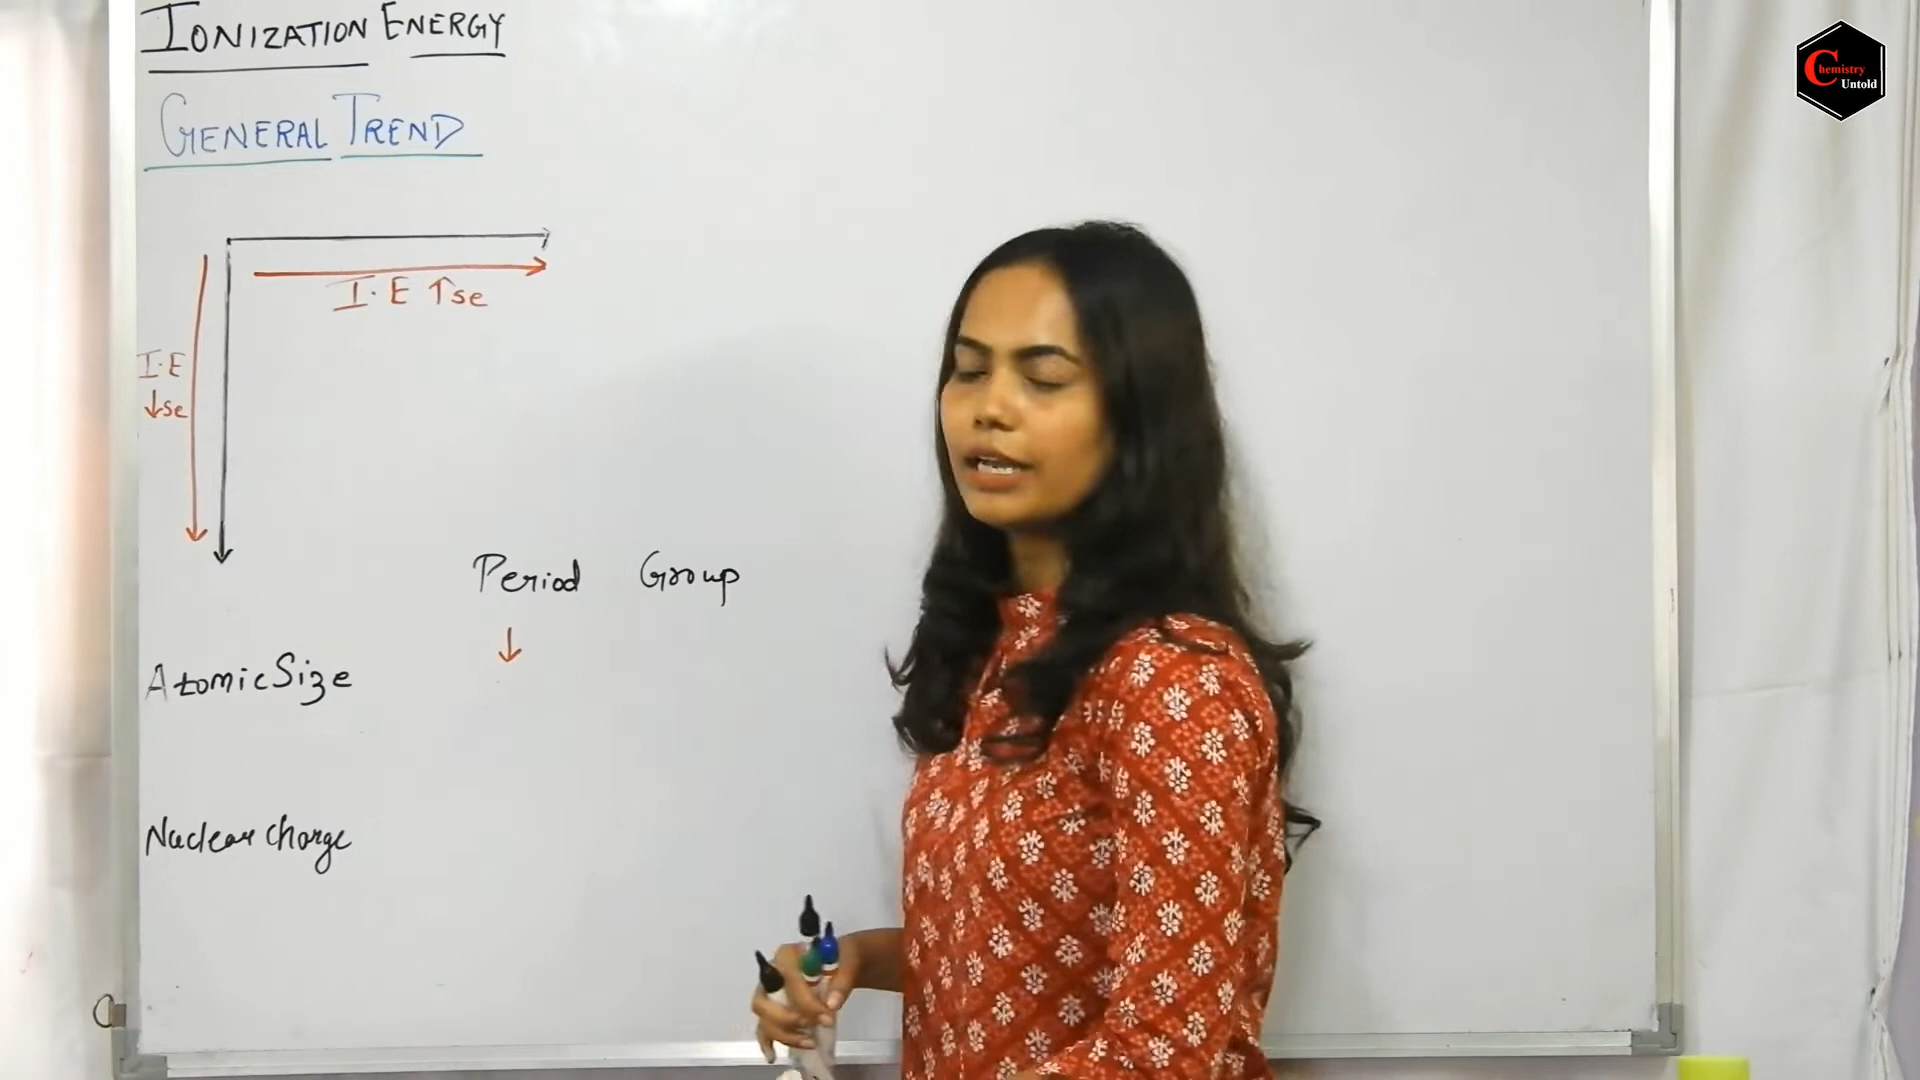 IONIZATION ENERGY
GENERAL TREND
I.E ↑se
I.E
↓se
Period Group
↓
Atomic Size
Nuclear charge
Chemistry
Untold